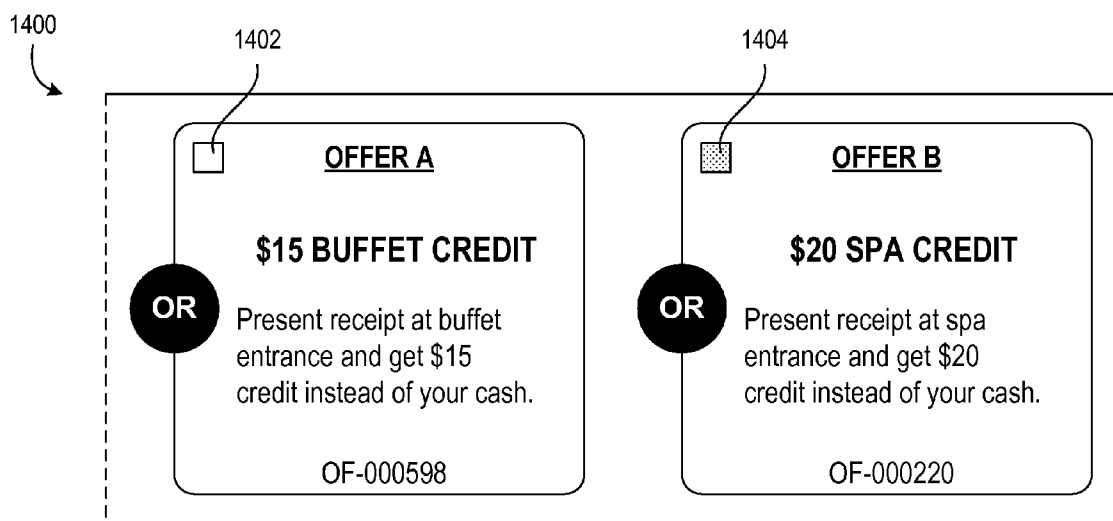 1400
1402
1404
OFFER A
$15 BUFFET CREDIT
OR
Present receipt at buffet
entrance and get $15
credit instead of your cash.
OF-000598
OFFER B
$20 SPA CREDIT
OR
Present receipt at spa
entrance and get $20
credit instead of your cash.
OF-000220